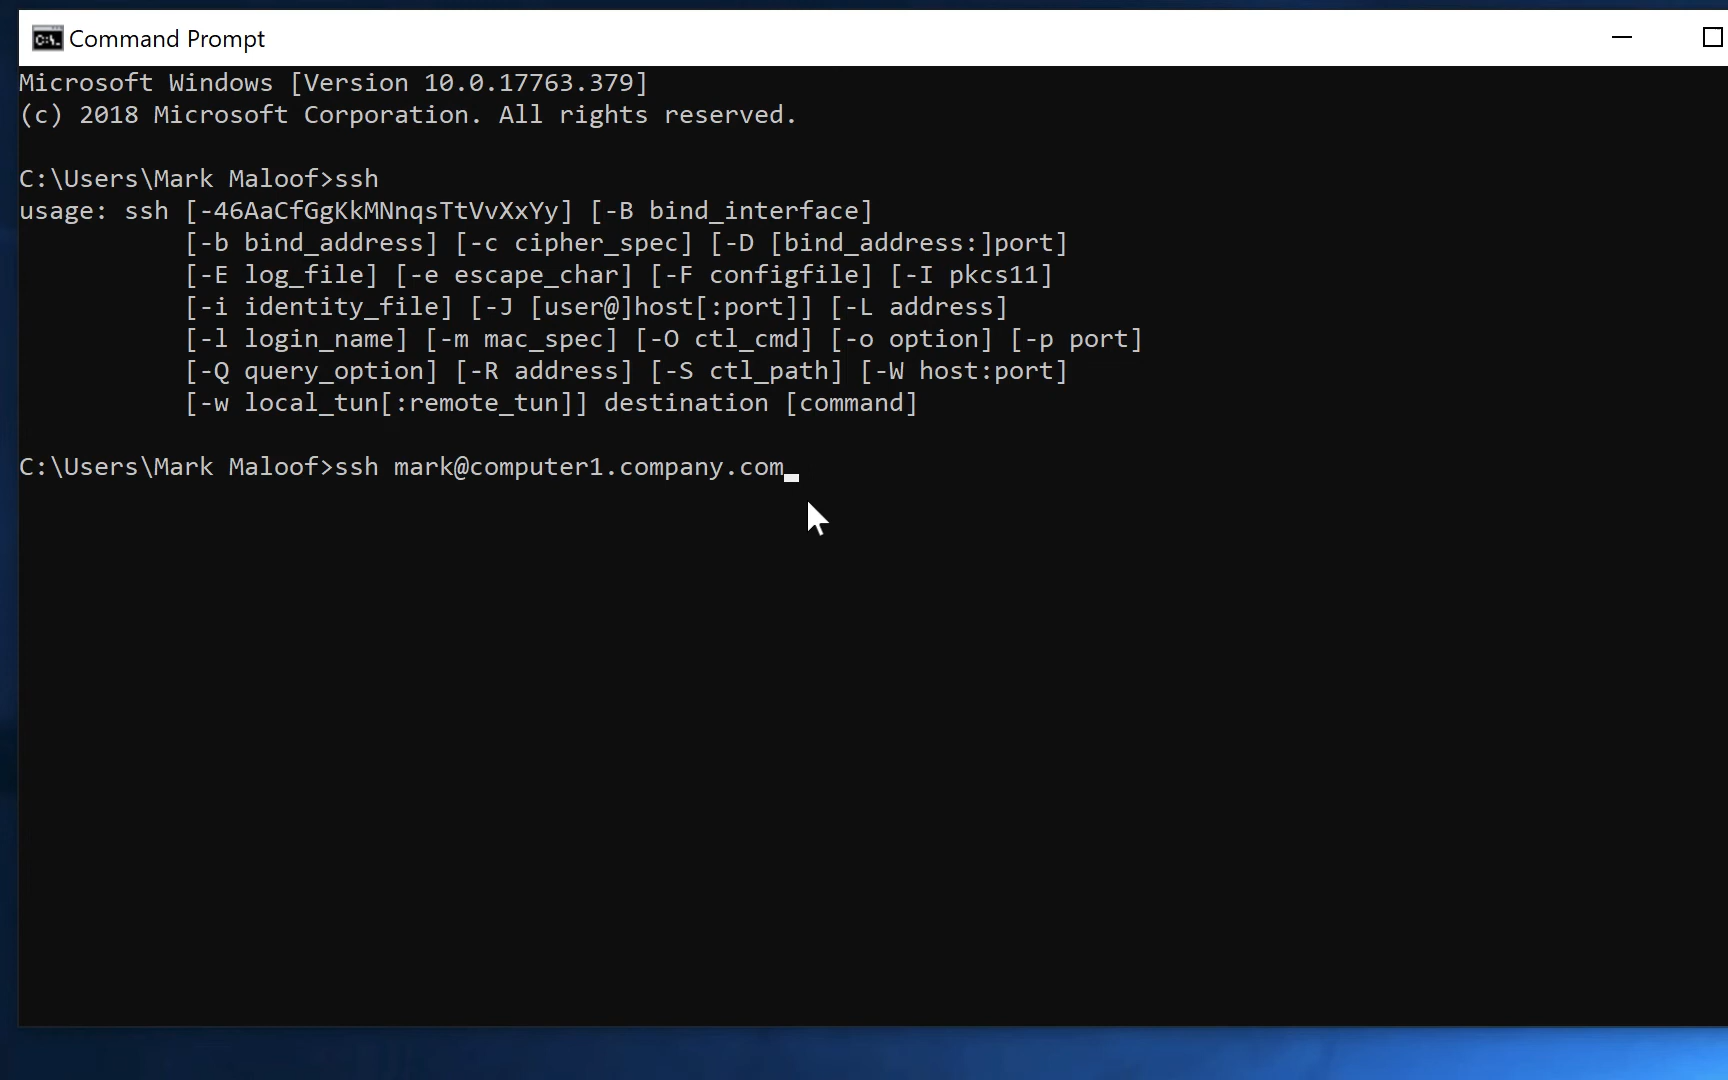 Command Prompt
Microsoft Windows [Version 10.0.17763.379]
(c) 2018 Microsoft Corporation. All rights reserved.
C:\Users\Mark Maloof>ssh
usage: ssh [-46AaCfGgKkMNnqsTtVvXxYy] [-B bind_interface]
           [-b bind_address] [-c cipher_spec] [-D [bind_address:]port]
           [-E log_file] [-e escape_char] [-F configfile] [-I pkcs11]
           [-i identity_file] [-J [user@]host[:port]] [-L address]
           [-l login_name] [-m mac_spec] [-O ctl_cmd] [-o option] [-p port]
           [-Q query_option] [-R address] [-S ctl_path] [-W host:port]
           [-w local_tun[:remote_tun]] destination [command]
C:\Users\Mark Maloof>ssh mark@computer1.company.com